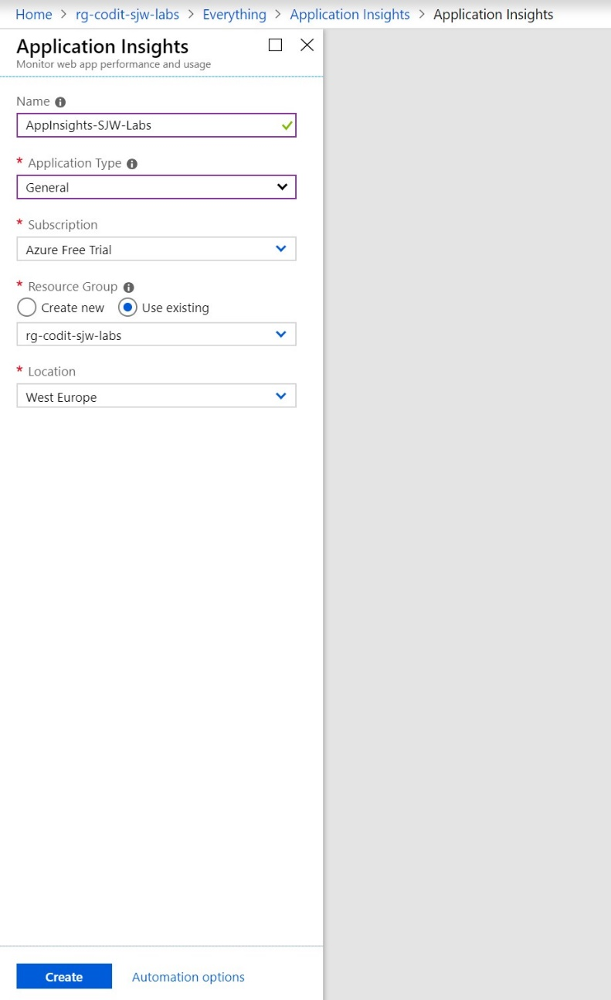 Home > rg-codit-sjw-labs > Everything > Application Insights > Application Insights
Application Insights
Monitor web app performance and usage
Name
AppInsights-SJW-Labs
* Application Type
General
* Subscription
Azure Free Trial
* Resource Group
Create new Use existing
rg-codit-sjw-labs
* Location
West Europe
Create Automation options